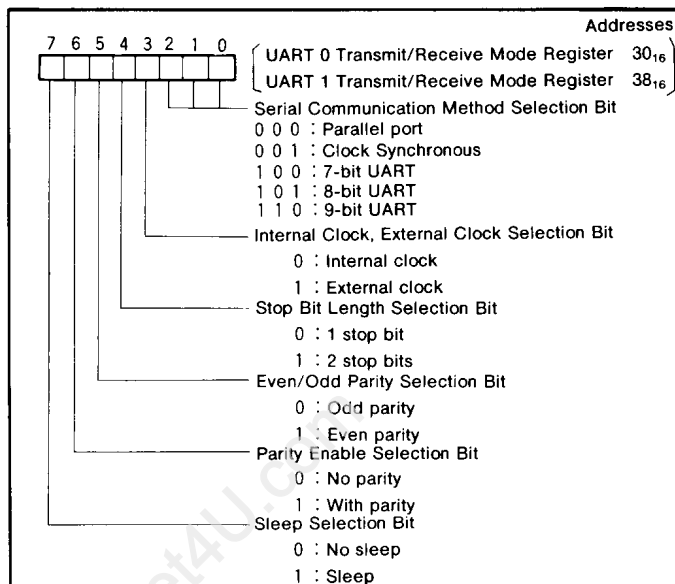 Addresses
7 6 5 4 3 2 1 0
UART 0 Transmit/Receive Mode Register 30₁₆
UART 1 Transmit/Receive Mode Register 38₁₆
Serial Communication Method Selection Bit
0 0 0 : Parallel port
0 0 1 : Clock Synchronous
1 0 0 : 7-bit UART
1 0 1 : 8-bit UART
1 1 0 : 9-bit UART
Internal Clock, External Clock Selection Bit
0 : Internal clock
1 : External clock
Stop Bit Length Selection Bit
0 : 1 stop bit
1 : 2 stop bits
Even/Odd Parity Selection Bit
0 : Odd parity
1 : Even parity
Parity Enable Selection Bit
0 : No parity
1 : With parity
Sleep Selection Bit
0 : No sleep
1 : Sleep
et4U.com